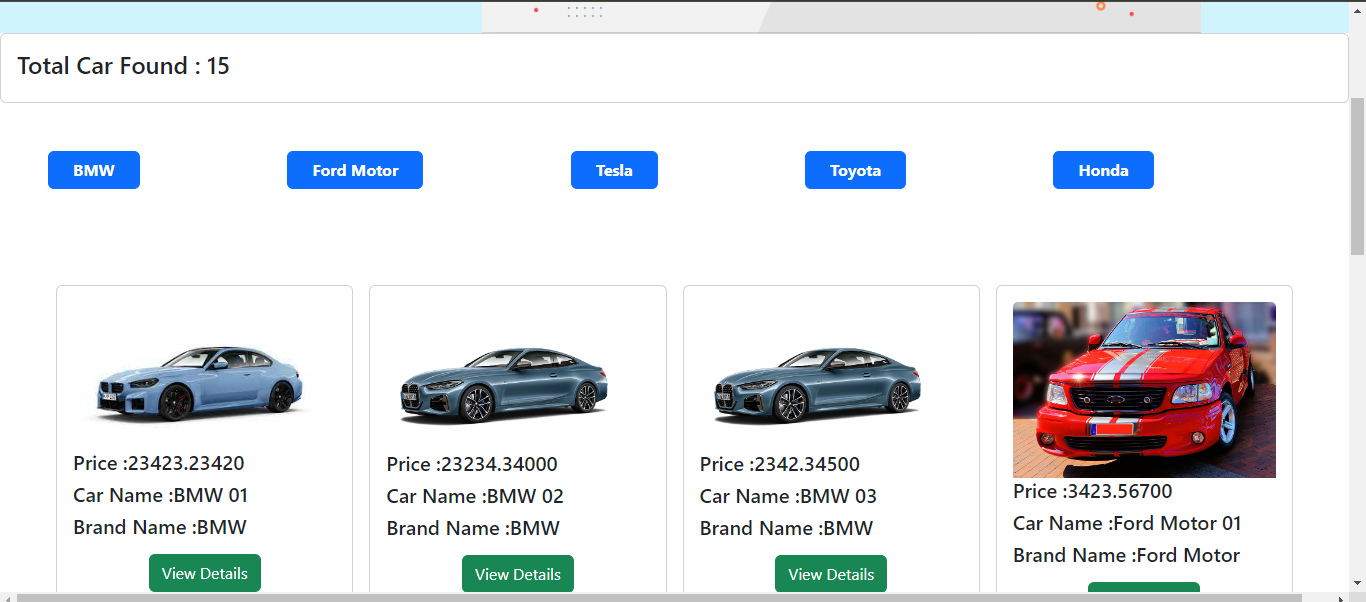 Total Car Found : 15
BMW
Ford Motor
Tesla
Toyota
Honda
Price :23423.23420
Car Name :BMW 01
Brand Name :BMW
View Details
Price :23234.34000
Car Name :BMW 02
Brand Name :BMW
View Details
Price :2342.34500
Car Name :BMW 03
Brand Name :BMW
View Details
Price :3423.56700
Car Name :Ford Motor 01
Brand Name :Ford Motor